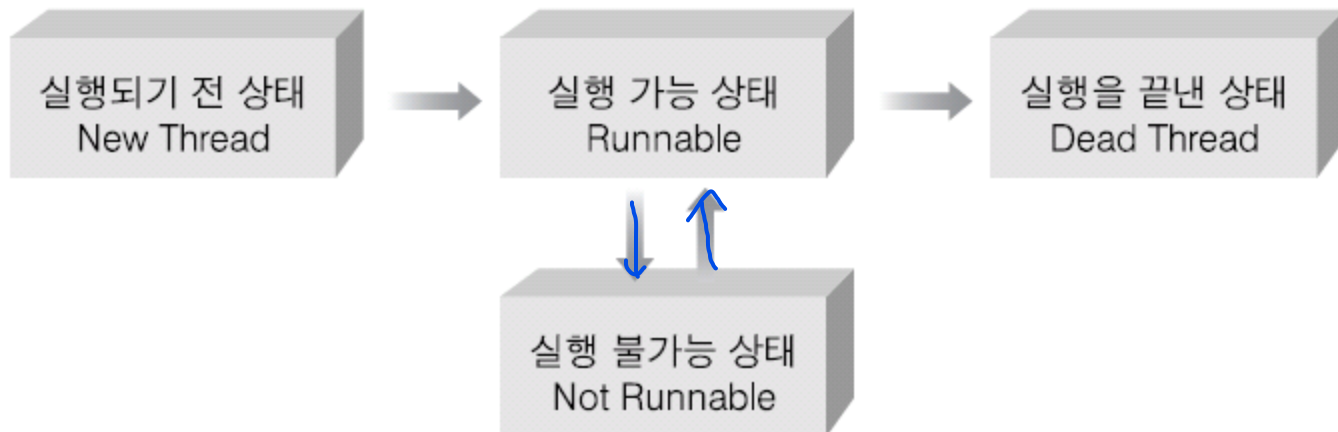 실행되기 전 상태
New Thread
실행 가능 상태
Runnable
실행을 끝낸 상태
Dead Thread
실행 불가능 상태
Not Runnable